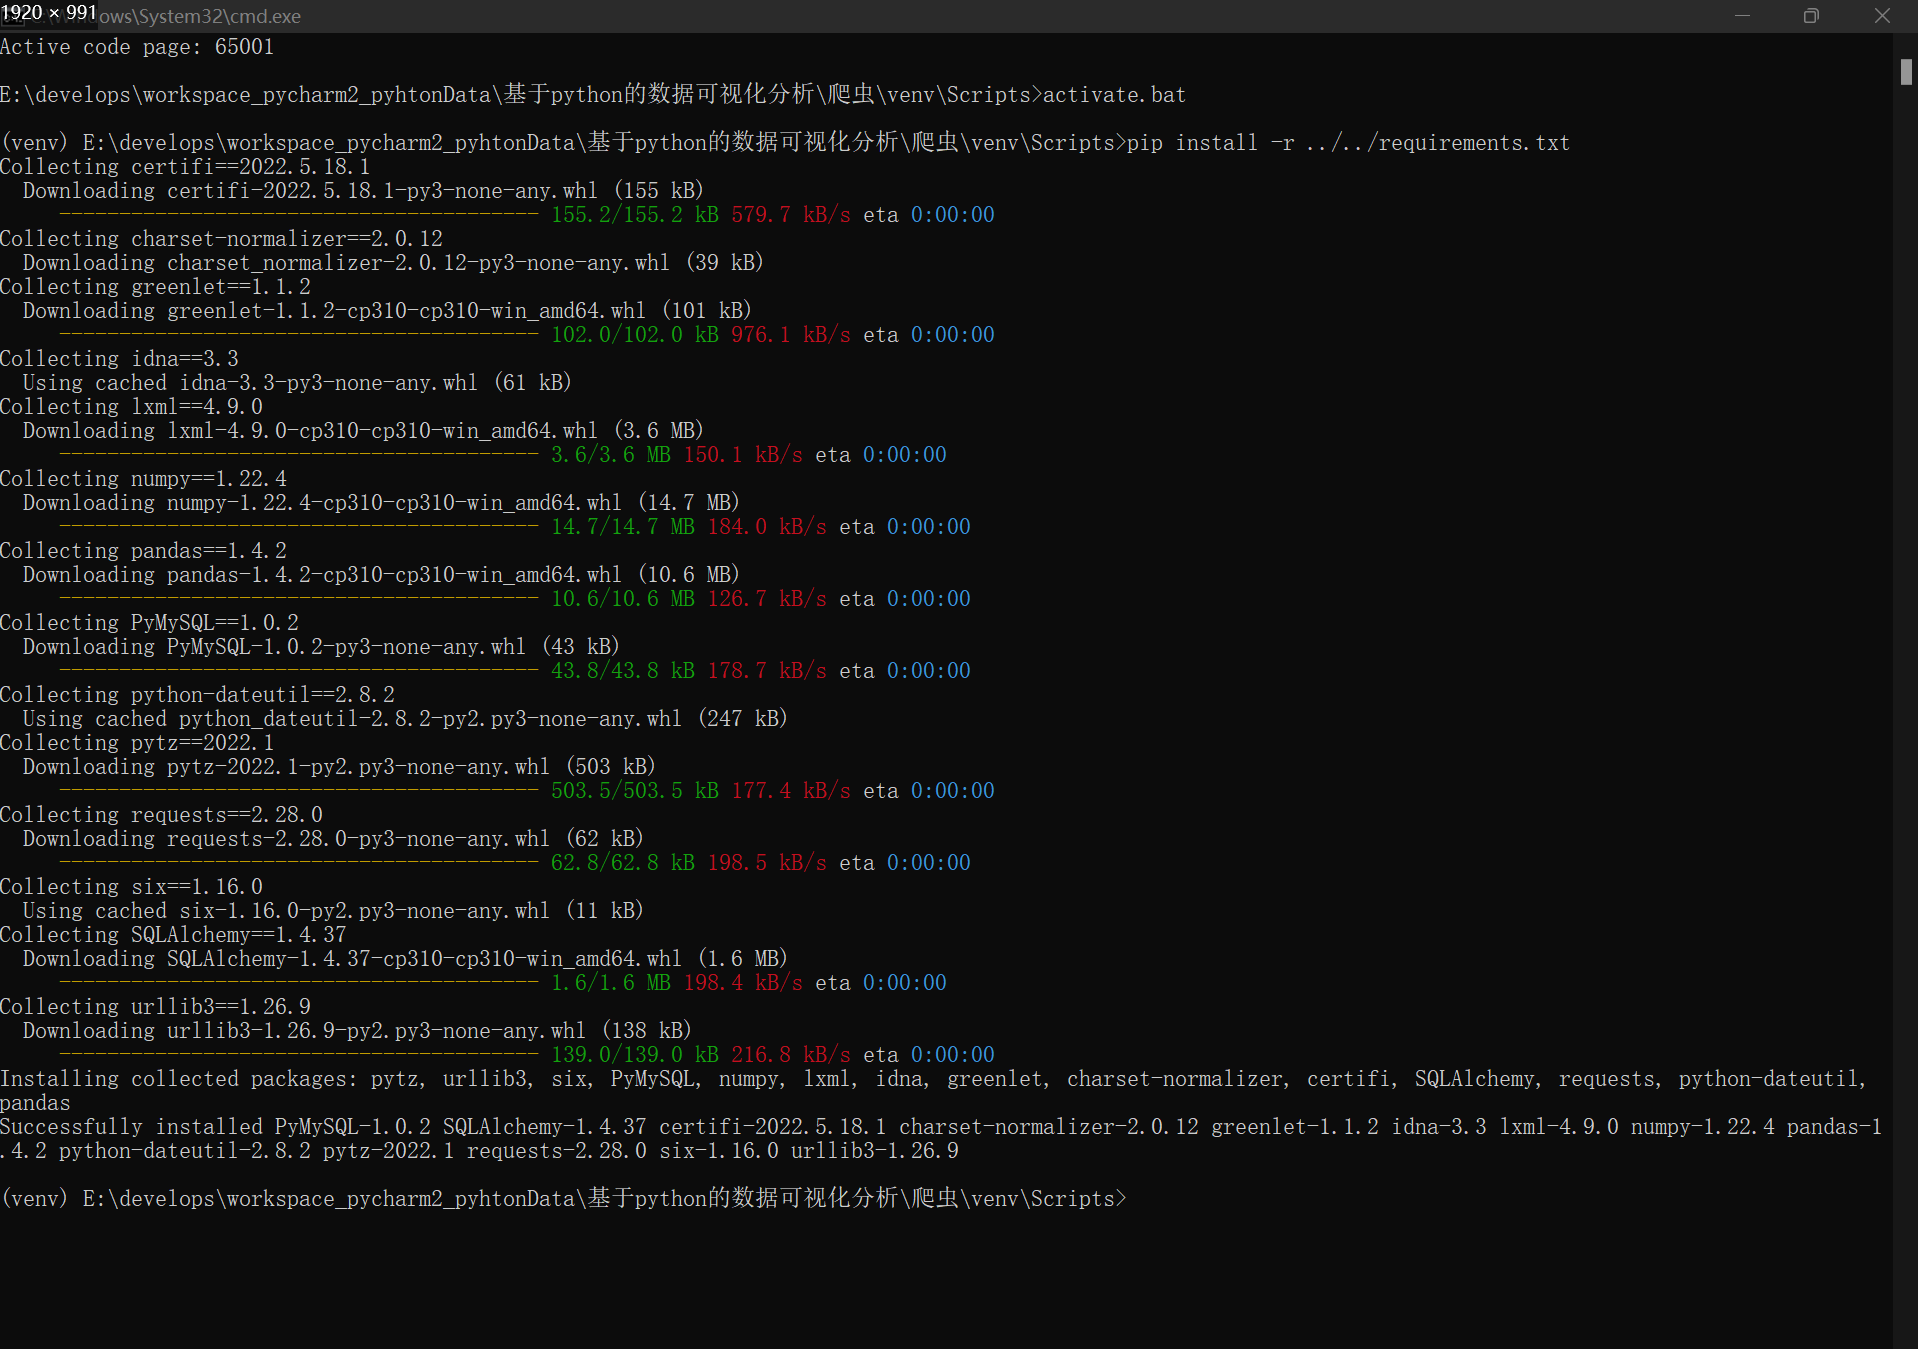 1920 × 991
ows\System32\cmd.exe
Active code page: 65001
E:\develops\workspace_pycharm2_pyhtonData\基于python的数据可视化分析\爬虫\venv\Scripts>activate.bat
(venv) E:\develops\workspace_pycharm2_pyhtonData\基于python的数据可视化分析\爬虫\venv\Scripts>pip install -r ../../requirements.txt
Collecting certifi==2022.5.18.1
  Downloading certifi-2022.5.18.1-py3-none-any.whl (155 kB)
     ---------------------------------------- 155.2/155.2 kB 579.7 kB/s eta 0:00:00
Collecting charset-normalizer==2.0.12
  Downloading charset_normalizer-2.0.12-py3-none-any.whl (39 kB)
Collecting greenlet==1.1.2
  Downloading greenlet-1.1.2-cp310-cp310-win_amd64.whl (101 kB)
     ---------------------------------------- 102.0/102.0 kB 976.1 kB/s eta 0:00:00
Collecting idna==3.3
  Using cached idna-3.3-py3-none-any.whl (61 kB)
Collecting lxml==4.9.0
  Downloading lxml-4.9.0-cp310-cp310-win_amd64.whl (3.6 MB)
     ---------------------------------------- 3.6/3.6 MB 150.1 kB/s eta 0:00:00
Collecting numpy==1.22.4
  Downloading numpy-1.22.4-cp310-cp310-win_amd64.whl (14.7 MB)
     ---------------------------------------- 14.7/14.7 MB 184.0 kB/s eta 0:00:00
Collecting pandas==1.4.2
  Downloading pandas-1.4.2-cp310-cp310-win_amd64.whl (10.6 MB)
     ---------------------------------------- 10.6/10.6 MB 126.7 kB/s eta 0:00:00
Collecting PyMySQL==1.0.2
  Downloading PyMySQL-1.0.2-py3-none-any.whl (43 kB)
     ---------------------------------------- 43.8/43.8 kB 178.7 kB/s eta 0:00:00
Collecting python-dateutil==2.8.2
  Using cached python_dateutil-2.8.2-py2.py3-none-any.whl (247 kB)
Collecting pytz==2022.1
  Downloading pytz-2022.1-py2.py3-none-any.whl (503 kB)
     ---------------------------------------- 503.5/503.5 kB 177.4 kB/s eta 0:00:00
Collecting requests==2.28.0
  Downloading requests-2.28.0-py3-none-any.whl (62 kB)
     ---------------------------------------- 62.8/62.8 kB 198.5 kB/s eta 0:00:00
Collecting six==1.16.0
  Using cached six-1.16.0-py2.py3-none-any.whl (11 kB)
Collecting SQLAlchemy==1.4.37
  Downloading SQLAlchemy-1.4.37-cp310-cp310-win_amd64.whl (1.6 MB)
     ---------------------------------------- 1.6/1.6 MB 198.4 kB/s eta 0:00:00
Collecting urllib3==1.26.9
  Downloading urllib3-1.26.9-py2.py3-none-any.whl (138 kB)
     ---------------------------------------- 139.0/139.0 kB 216.8 kB/s eta 0:00:00
Installing collected packages: pytz, urllib3, six, PyMySQL, numpy, lxml, idna, greenlet, charset-normalizer, certifi, SQLAlchemy, requests, python-dateutil,
pandas
Successfully installed PyMySQL-1.0.2 SQLAlchemy-1.4.37 certifi-2022.5.18.1 charset-normalizer-2.0.12 greenlet-1.1.2 idna-3.3 lxml-4.9.0 numpy-1.22.4 pandas-1
.4.2 python-dateutil-2.8.2 pytz-2022.1 requests-2.28.0 six-1.16.0 urllib3-1.26.9
(venv) E:\develops\workspace_pycharm2_pyhtonData\基于python的数据可视化分析\爬虫\venv\Scripts>